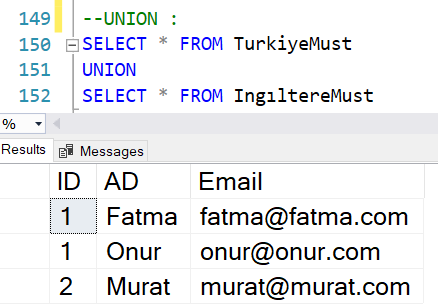 149 --UNION :
150 SELECT * FROM TurkiyeMust
151 UNION
152 SELECT * FROM IngıltereMust
%
Results Messages
ID AD Email
1 Fatma fatma@fatma.com
1 Onur onur@onur.com
2 Murat murat@murat.com